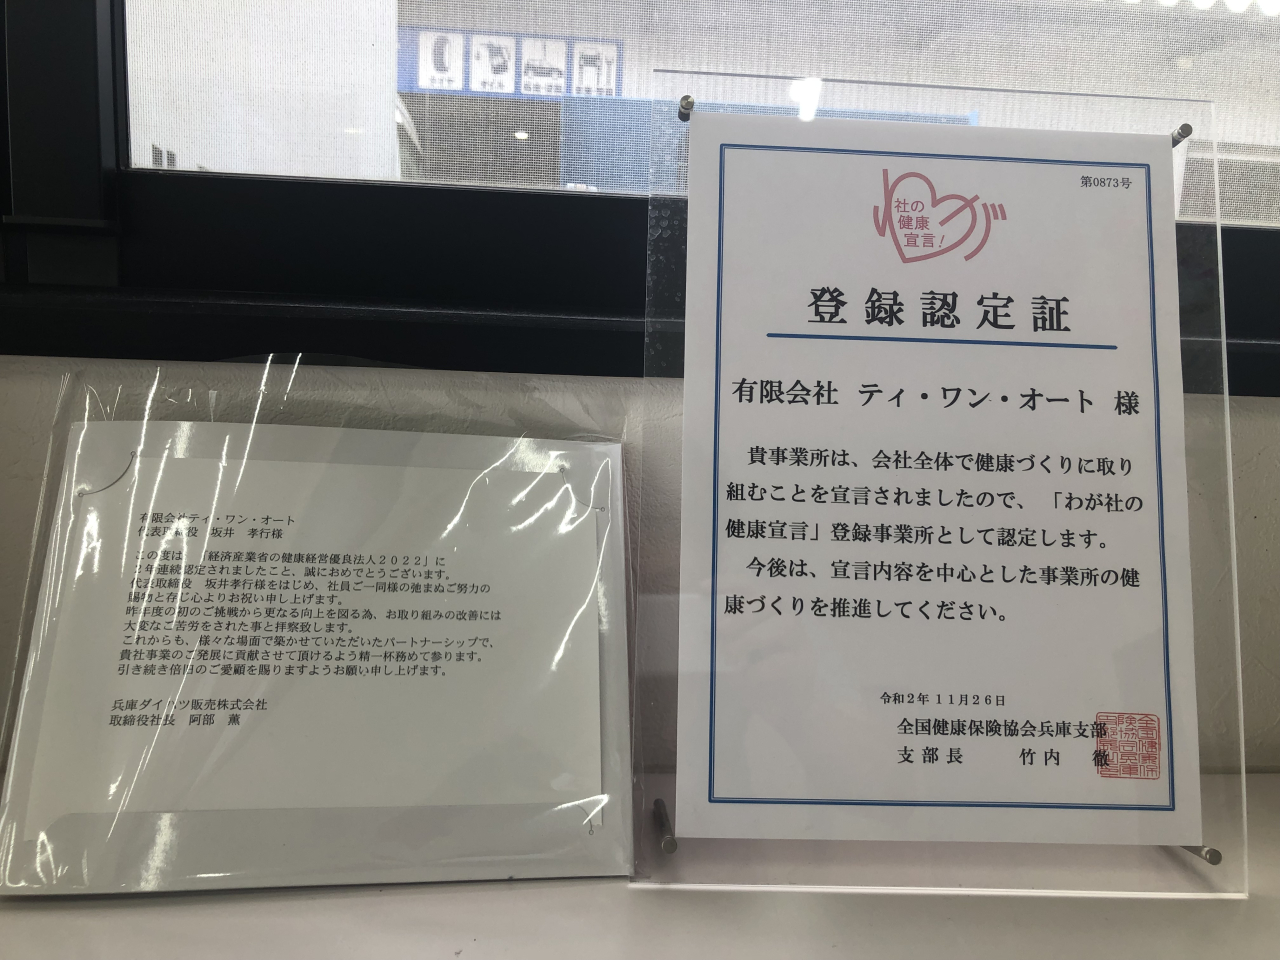 タイヤ
オイル
有限会社ティ・ワン・オート
代表取締役　坂井　孝行様
この度は、「経済産業省の健康経営優良法人２０２２」に
２年連続認定されましたこと、誠におめでとうございます。
代表取締役　坂井孝行様をはじめ、社員ご一同様の弛まぬご努力の
賜物と存じ心よりお祝い申し上げます。
昨年度の初のご挑戦から更なる向上を図る為、お取り組みの改善には
大変なご苦労をされた事と拝察致します。
これからも、様々な場面で築かせていただいたパートナーシップで、
貴社事業のご発展に貢献させて頂けるよう精一杯務めて参ります。
引き続き倍旧のご愛顧を賜りますようお願い申し上げます。
兵庫ダイハツ販売株式会社
取締役社長　阿部　薫
第0873号
わが
社の
健康
宣言！
登録認定証
有限会社　ティ・ワン・オート　様
貴事業所は、会社全体で健康づくりに取り
組むことを宣言されましたので、「わが社の
健康宣言」登録事業所として認定します。
今後は、宣言内容を中心とした事業所の健
康づくりを推進してください。
令和２年１１月２６日
全国健康保険協会兵庫支部
支部長　竹内　徹